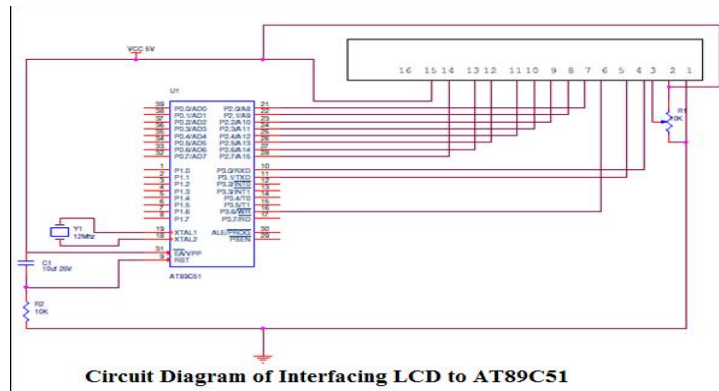 VCC 5V
16 15 14 13 12 11 10 9 8 7 6 5 4 3 2 1
U1
R1
39 P0.0/AD0 P2.0/A8 21
38 P0.1/AD1 P2.1/A9 22
37 P0.2/AD2 P2.2/A10 23
36 P0.3/AD3 P2.3/A11 24
35 P0.4/AD4 P2.4/A12 25
34 P0.5/AD5 P2.5/A13 26
33 P0.6/AD6 P2.6/A14 27
32 P0.7/AD7 P2.7/A15 28
1 P1.0 P3.0/RXD 10
2 P1.1 P3.1/TXD 11
3 P1.2 P3.2/INT0 12
4 P1.3 P3.3/INT1 13
5 P1.4 P3.4/T0 14
6 P1.5 P3.5/T1 15
7 P1.6 P3.6/WR 16
8 P1.7 P3.7/RD 17
Y1
12Mhz
19 XTAL1 ALE/PROG 30
18 XTAL2 PSEN 29
31 EA/VPP
9 RST
C1
10uf 25V
AT89C51
R2
10K
Circuit Diagram of Interfacing LCD to AT89C51